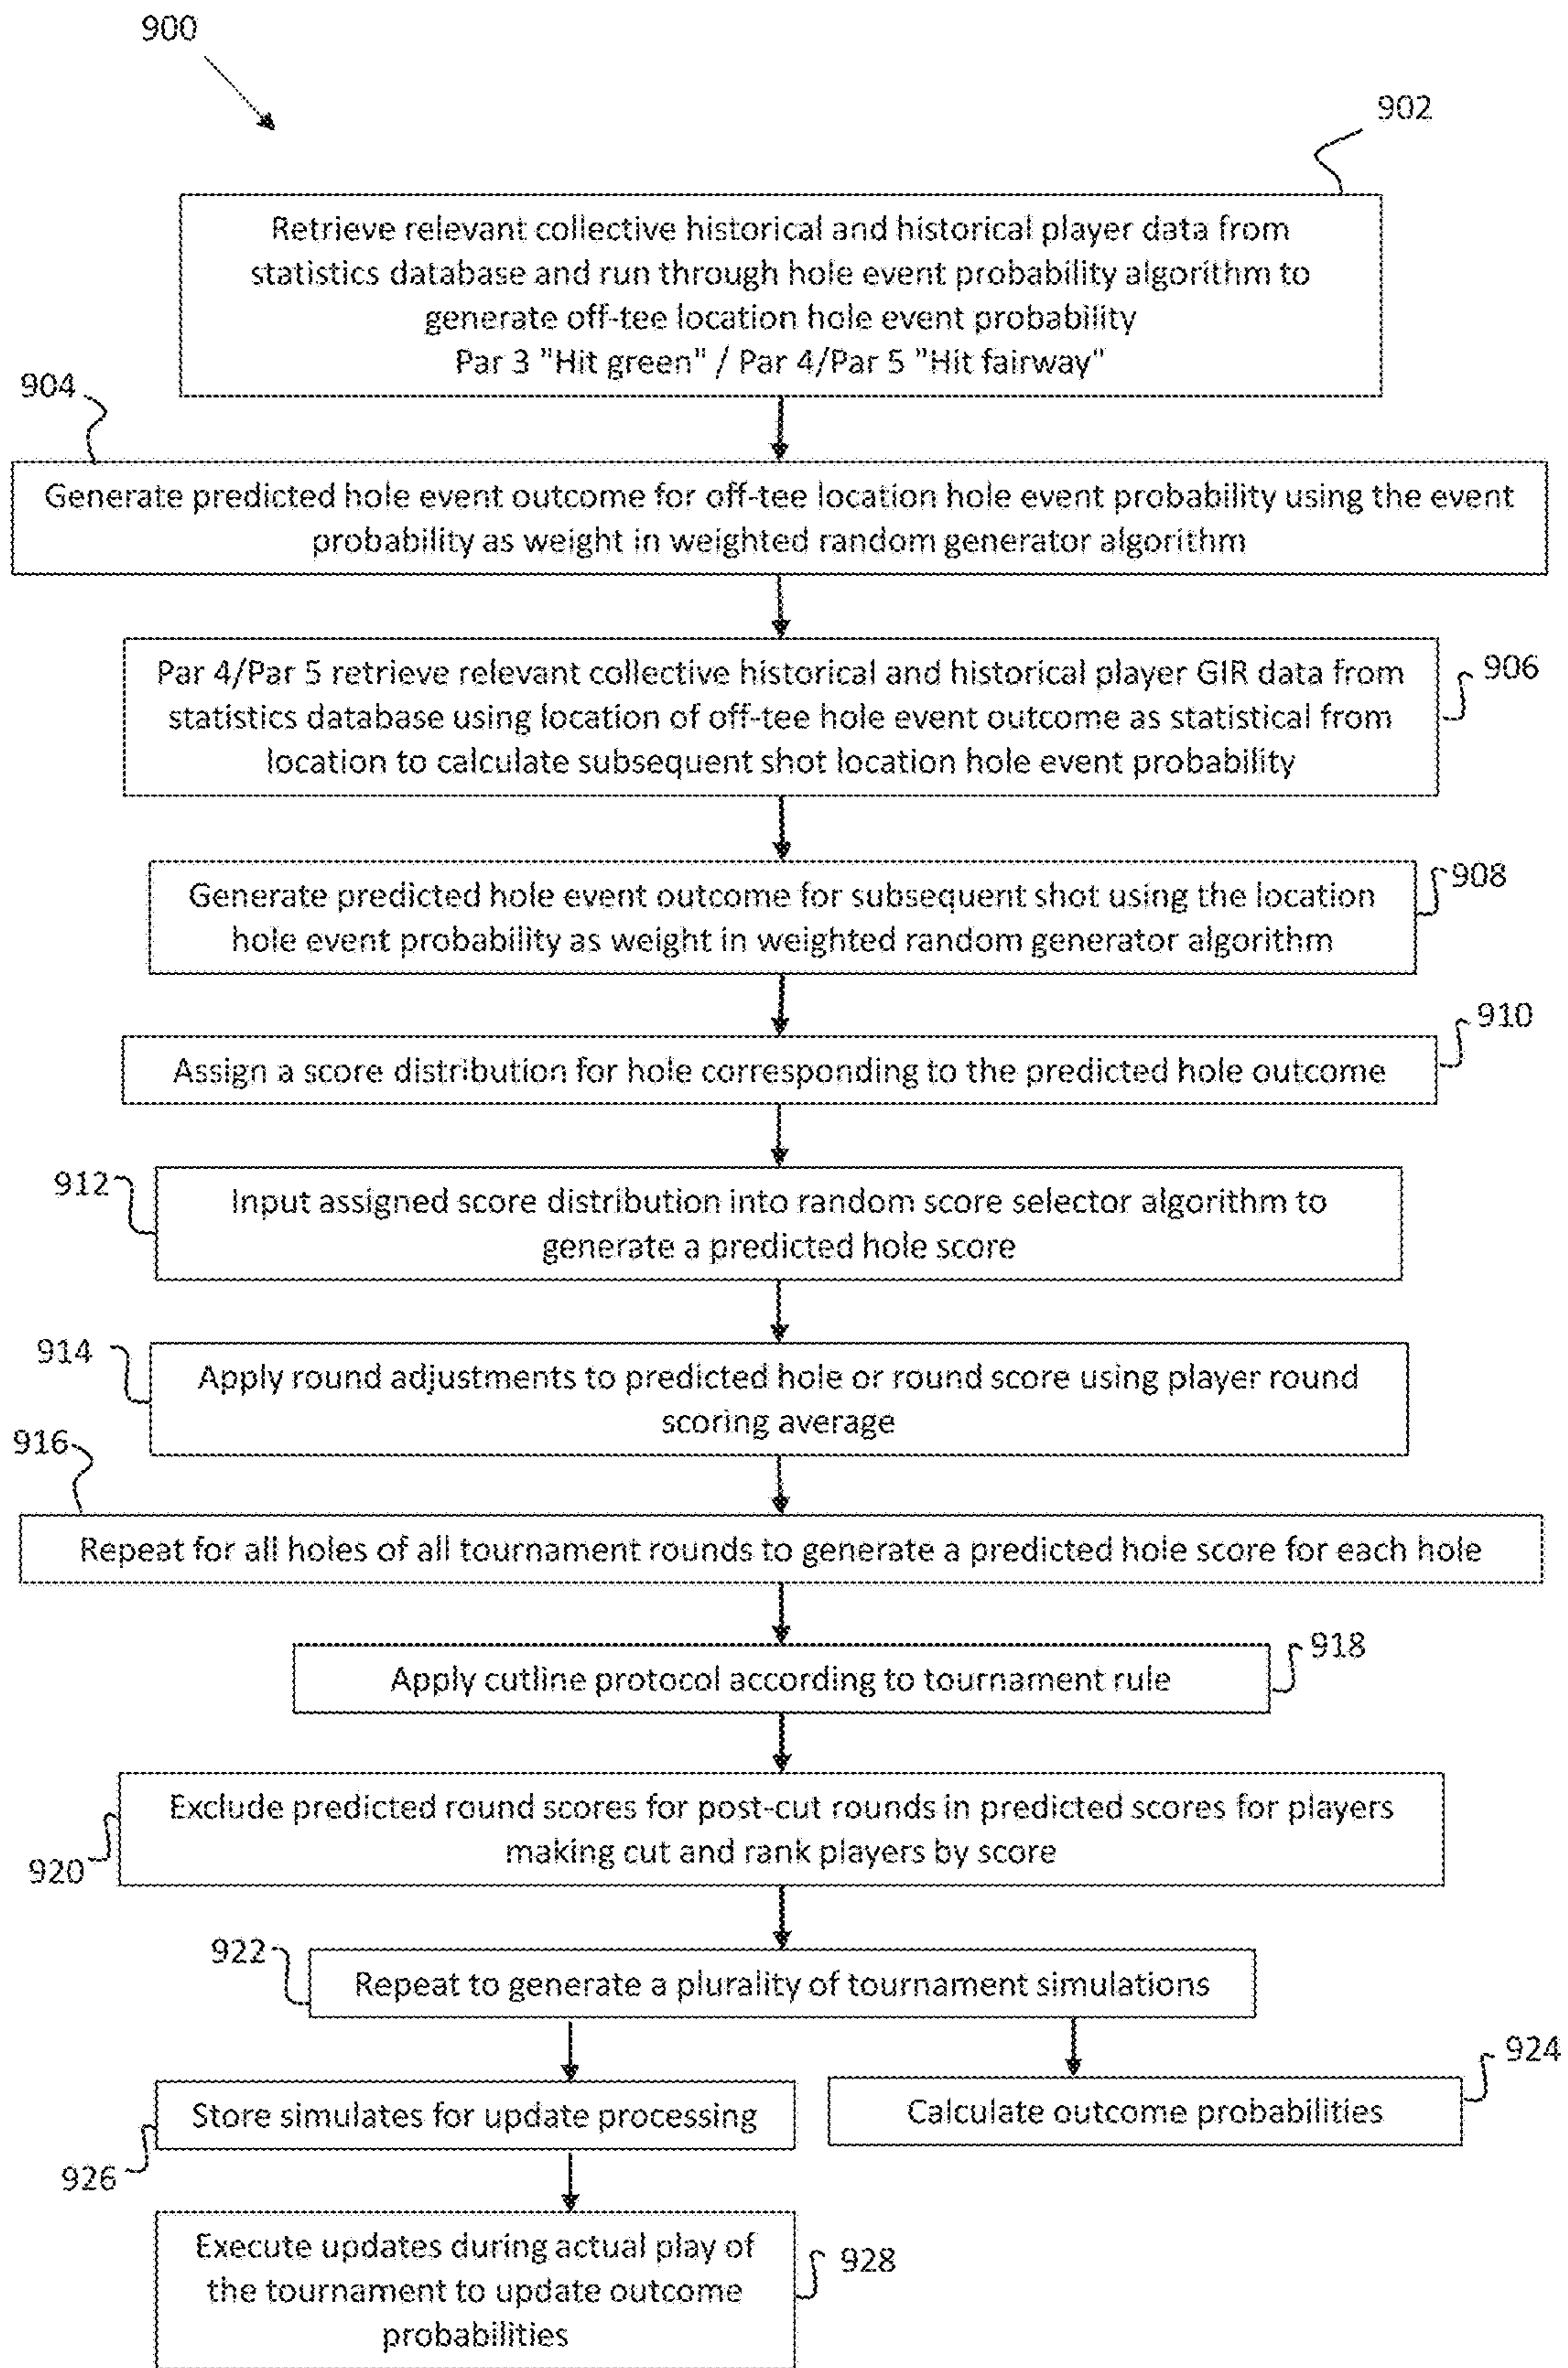 900
902
Retrieve relevant collective historical and historical player data from
statistics database and run through hole event probability algorithm to
generate off-tee location hole event probability
Par 3 "Hit green" / Par 4/Par 5 "Hit fairway"
904
Generate predicted hole event outcome for off-tee location hole event probability using the event
probability as weight in weighted random generator algorithm
Par 4/Par 5 retrieve relevant collective historical and historical player GIR data from
statistics database using location of off-tee hole event outcome as statistical from
location to calculate subsequent shot location hole event probability
906
Generate predicted hole event outcome for subsequent shot using the location
hole event probability as weight in weighted random generator algorithm
908
910
Assign a score distribution for hole corresponding to the predicted hole outcome
912
Input assigned score distribution into random score selector algorithm to
generate a predicted hole score
914
Apply round adjustments to predicted hole or round score using player round
scoring average
916
Repeat for all holes of all tournament rounds to generate a predicted hole score for each hole
918
Apply cutline protocol according to tournament rule
Exclude predicted round scores for post-cut rounds in predicted scores for players
making cut and rank players by score
920
922
Repeat to generate a plurality of tournament simulations
924
Store simulates for update processing
Calculate outcome probabilities
926
Execute updates during actual play of
the tournament to update outcome
probabilities
928